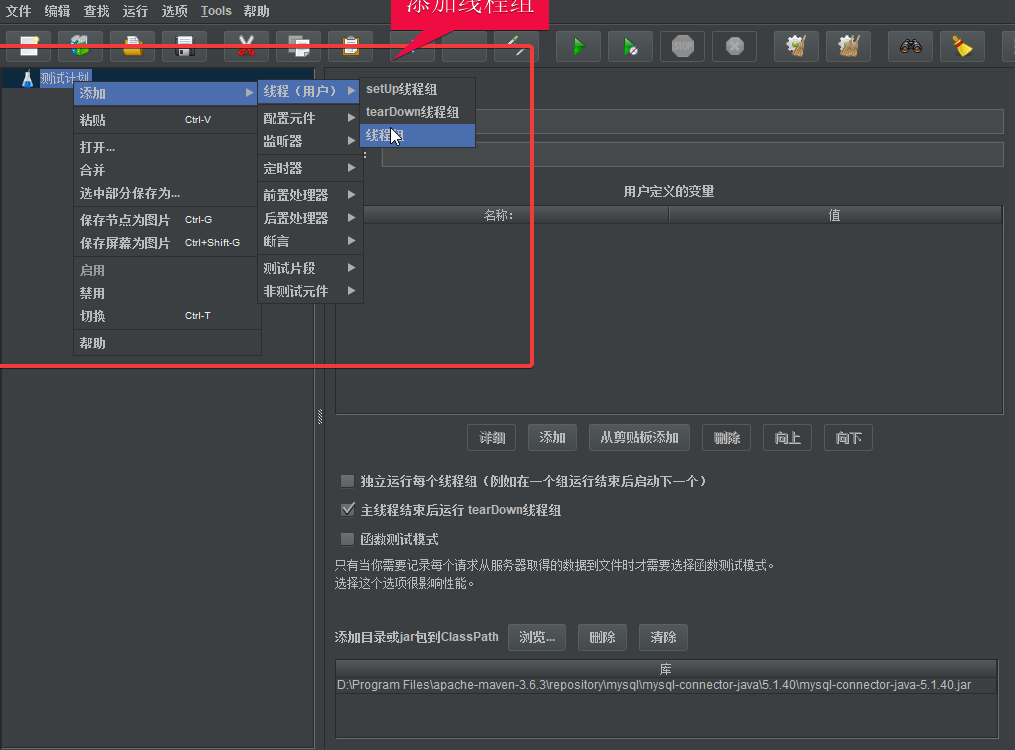 文件 编辑 查找 运行 选项 Tools 帮助
添加线程组
STOP
测试计划
添加
粘贴 Ctrl-V
打开...
合并
选中部分保存为...
保存节点为图片 Ctrl-G
保存屏幕为图片 Ctrl+Shift-G
启用
禁用
切换 Ctrl-T
帮助
线程（用户）
配置元件
监听器
定时器
前置处理器
后置处理器
断言
测试片段
非测试元件
setUp线程组
tearDown线程组
线程组
:
用户定义的变量
名称: 值
详细 添加 从剪贴板添加 删除 向上 向下
独立运行每个线程组（例如在一个组运行结束后启动下一个）
主线程结束后运行 tearDown线程组
函数测试模式
只有当你需要记录每个请求从服务器取得的数据到文件时才需要选择函数测试模式。
选择这个选项很影响性能。
添加目录或jar包到ClassPath 浏览... 删除 清除
库
D:\Program Files\apache-maven-3.6.3\repository\mysql\mysql-connector-java\5.1.40\mysql-connector-java-5.1.40.jar